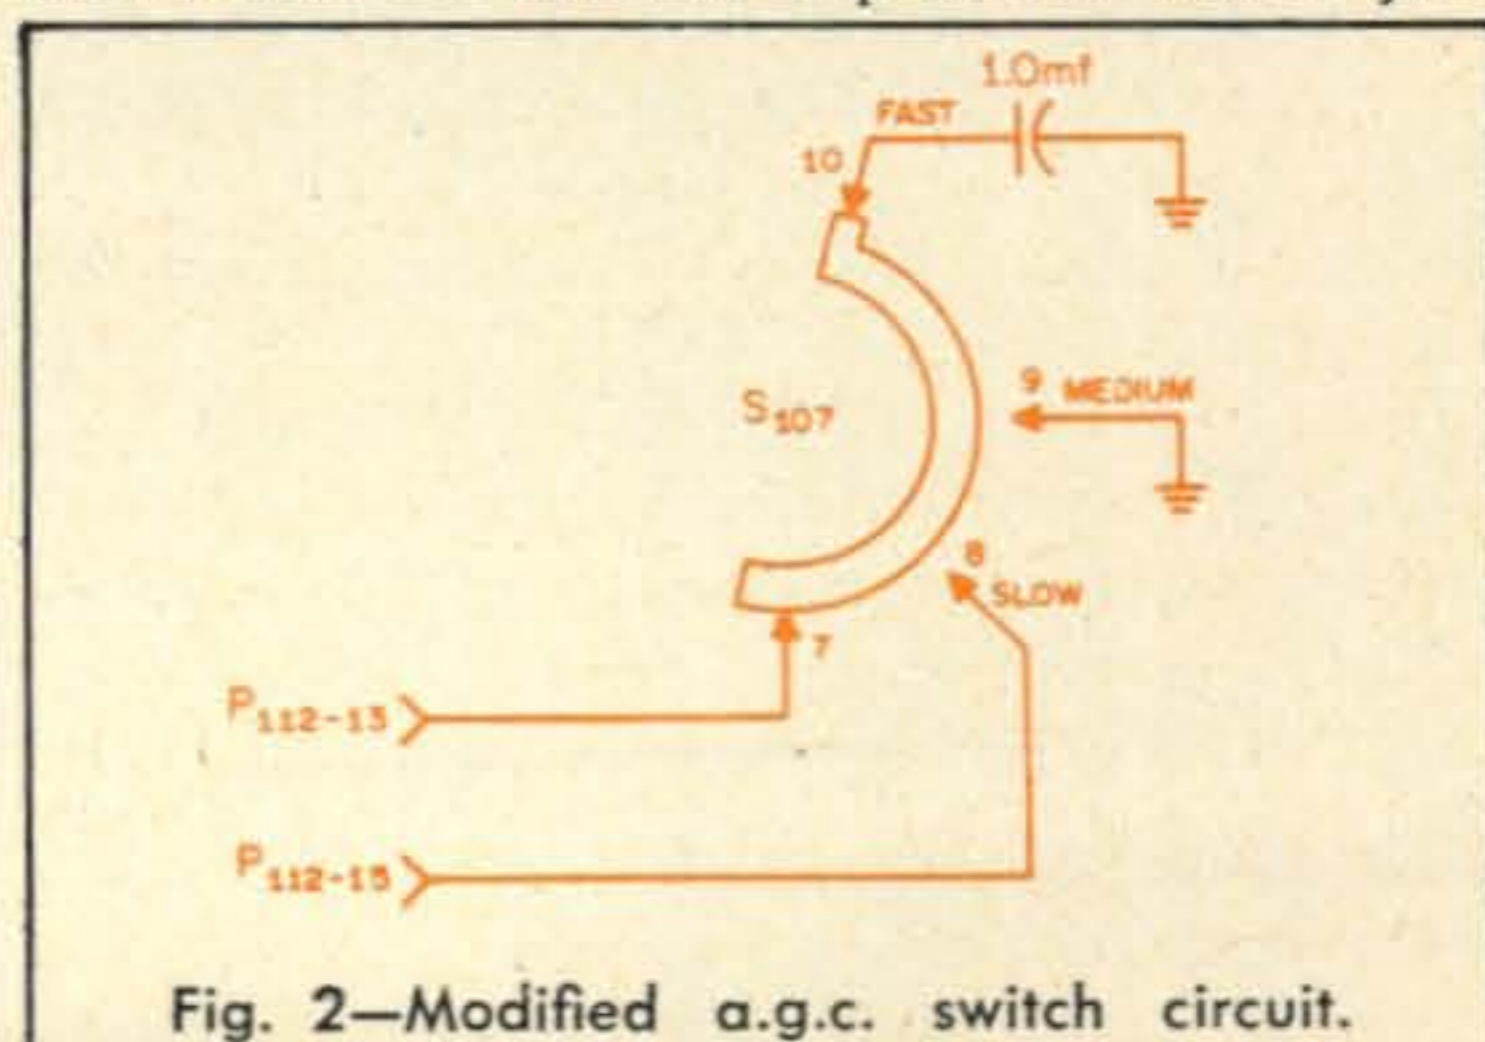 1.0mf
FAST
10
9 MEDIUM
S107
8
SLOW
7
P112-13
P112-15
Fig. 2—Modified a.g.c. switch circuit.